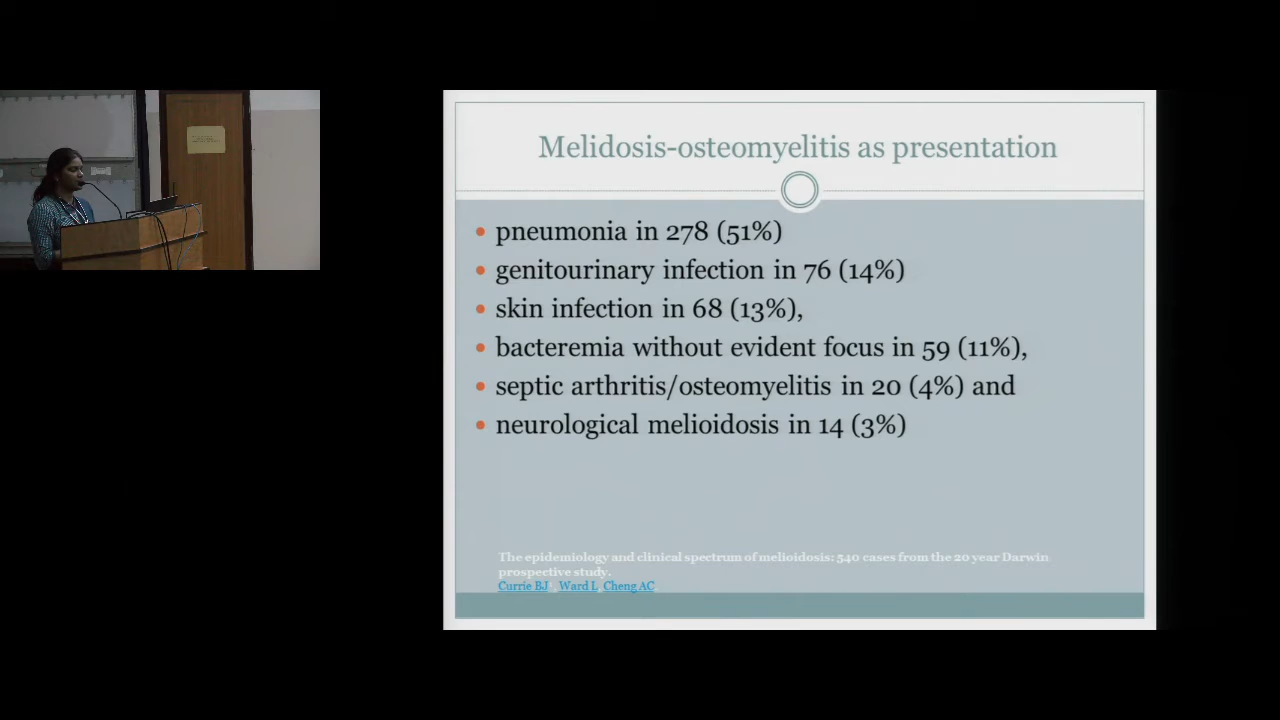 Melidosis-osteomyelitis as presentation
• pneumonia in 278 (51%)
• genitourinary infection in 76 (14%)
• skin infection in 68 (13%),
• bacteremia without evident focus in 59 (11%),
• septic arthritis/osteomyelitis in 20 (4%) and
• neurological melioidosis in 14 (3%)
The epidemiology and clinical spectrum of melioidosis: 540 cases from the 20 year Darwin
prospective study.
Currie BJ, Ward L, Cheng AC